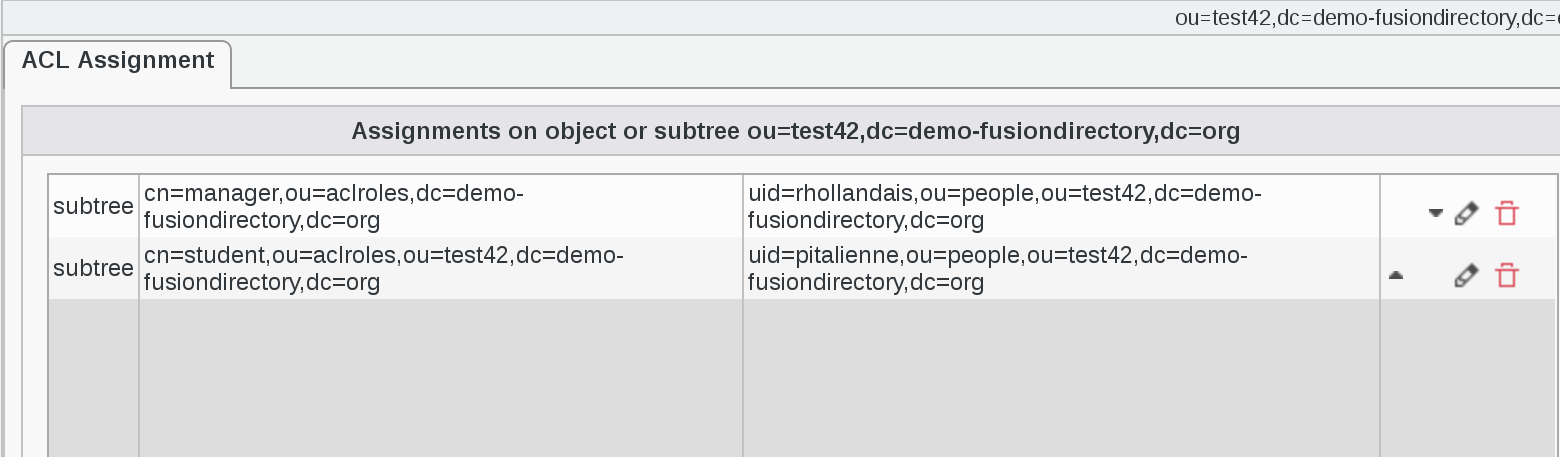 ou=test42,dc=demo-fusiondirectory,dc=
ACL Assignment
Assignments on object or subtree ou=test42,dc=demo-fusiondirectory,dc=org
subtree
cn=manager,ou=aclroles,dc=demo-
fusiondirectory,dc=org
uid=rhollandais,ou=people,ou=test42,dc=demo-
fusiondirectory,dc=org
subtree
cn=student,ou=aclroles,ou=test42,dc=demo-
fusiondirectory,dc=org
uid=pitalienne,ou=people,ou=test42,dc=demo-
fusiondirectory,dc=org